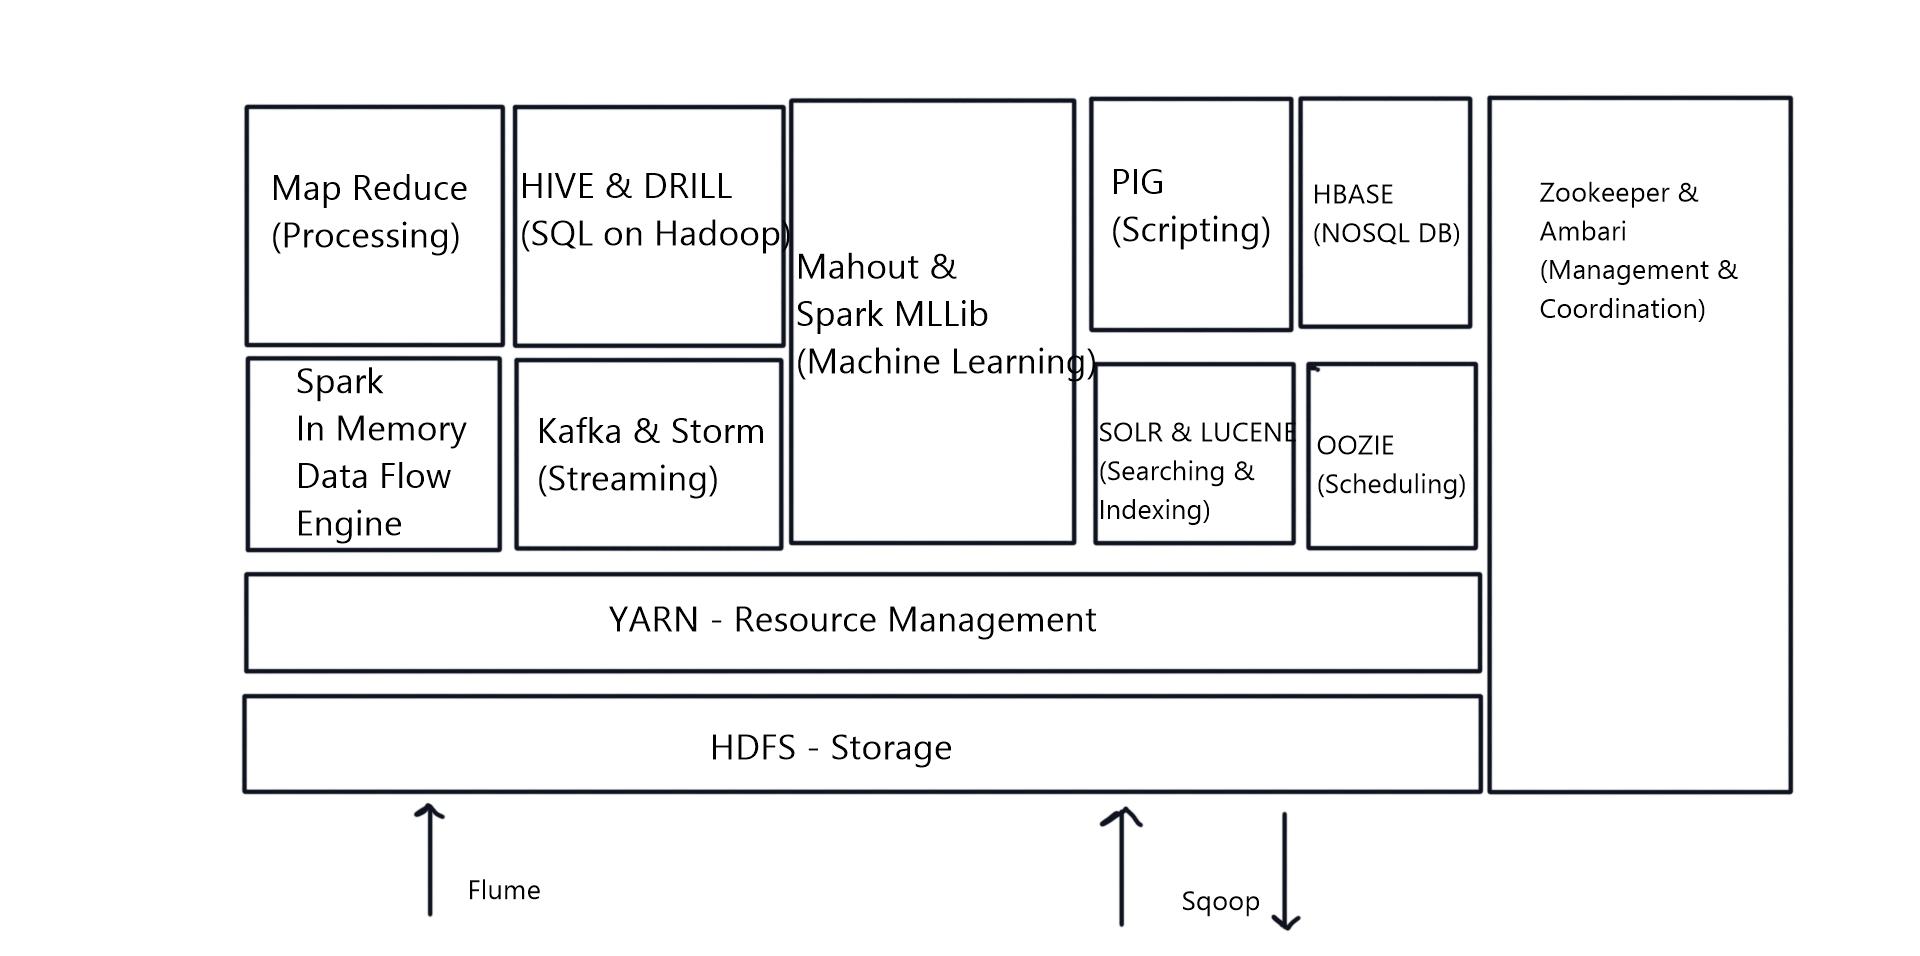 Map Reduce
(Processing)
HIVE & DRILL
(SQL on Hadoop)
Mahout &
Spark MLLib
(Machine Learning)
PIG
(Scripting)
HBASE
(NOSQL DB)
Zookeeper &
Ambari
(Management &
Coordination)
Spark
In Memory
Data Flow
Engine
Kafka & Storm
(Streaming)
SOLR & LUCENE
(Searching &
Indexing)
OOZIE
(Scheduling)
YARN - Resource Management
HDFS - Storage
Flume
Sqoop